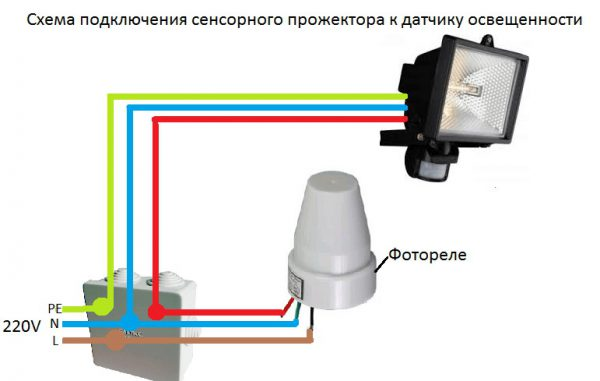 Схема подключения сенсорного прожектора к датчику освещенности
Фотореле
PE
220V N
L